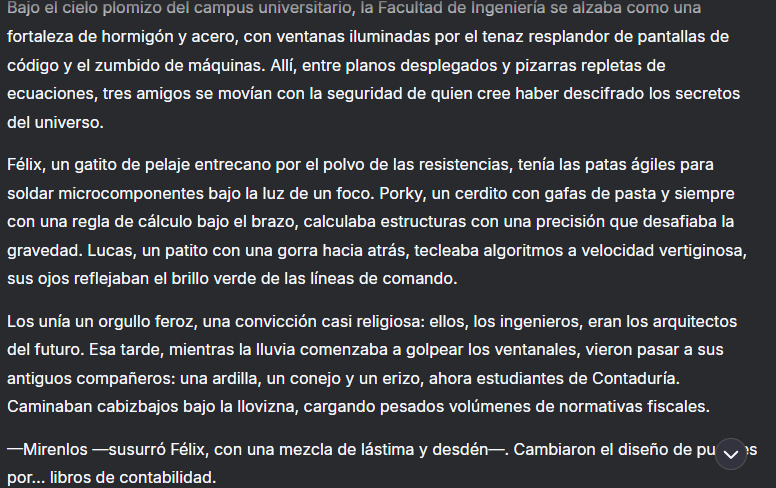 Bajo el cielo plomizo del campus universitario, la Facultad de Ingeniería se alzaba como una
fortaleza de hormigón y acero, con ventanas iluminadas por el tenaz resplandor de pantallas de
código y el zumbido de máquinas. Allí, entre planos desplegados y pizarras repletas de
ecuaciones, tres amigos se movían con la seguridad de quien cree haber descifrado los secretos
del universo.
Félix, un gatito de pelaje entrecano por el polvo de las resistencias, tenía las patas ágiles para
soldar microcomponentes bajo la luz de un foco. Porky, un cerdito con gafas de pasta y siempre
con una regla de cálculo bajo el brazo, calculaba estructuras con una precisión que desafiaba la
gravedad. Lucas, un patito con una gorra hacia atrás, tecleaba algoritmos a velocidad vertiginosa,
sus ojos reflejaban el brillo verde de las líneas de comando.
Los unía un orgullo feroz, una convicción casi religiosa: ellos, los ingenieros, eran los arquitectos
del futuro. Esa tarde, mientras la lluvia comenzaba a golpear los ventanales, vieron pasar a sus
antiguos compañeros: una ardilla, un conejo y un erizo, ahora estudiantes de Contaduría.
Caminaban cabizbajos bajo la llovizna, cargando pesados volúmenes de normativas fiscales.
—Mirenlos —susurró Félix, con una mezcla de lástima y desdén—. Cambiaron el diseño de
por... libros de contabilidad.